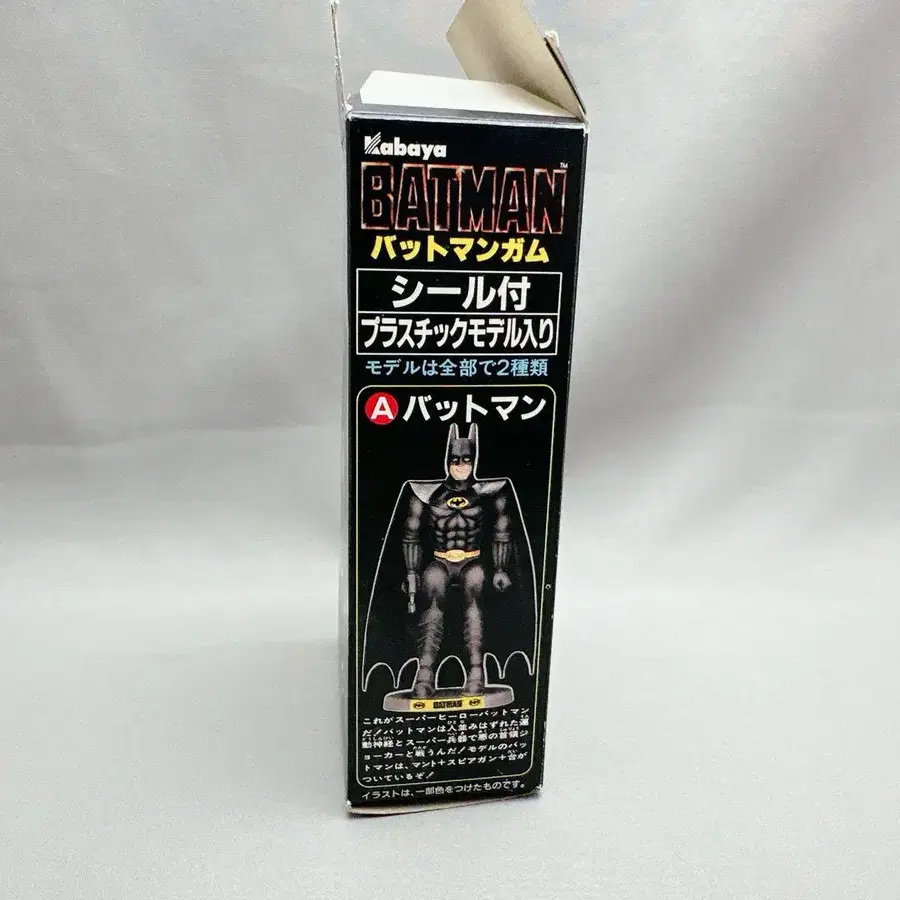 Kabaya
BATMAN™
バットマンガム
シール付
プラスチックモデル入り
モデルは全部で2種類
A バットマン
BATMAN
これがスーパーヒーローバットマン
だ!バットマンは人並みはずれた運
動神経とスーパー兵器で悪の首領ジ
ョーカーと戦うんだ!モデルのバッ
トマンは、マント+スピアガン+台が
ついているぞ!
イラストは、一部色をつけたものです。